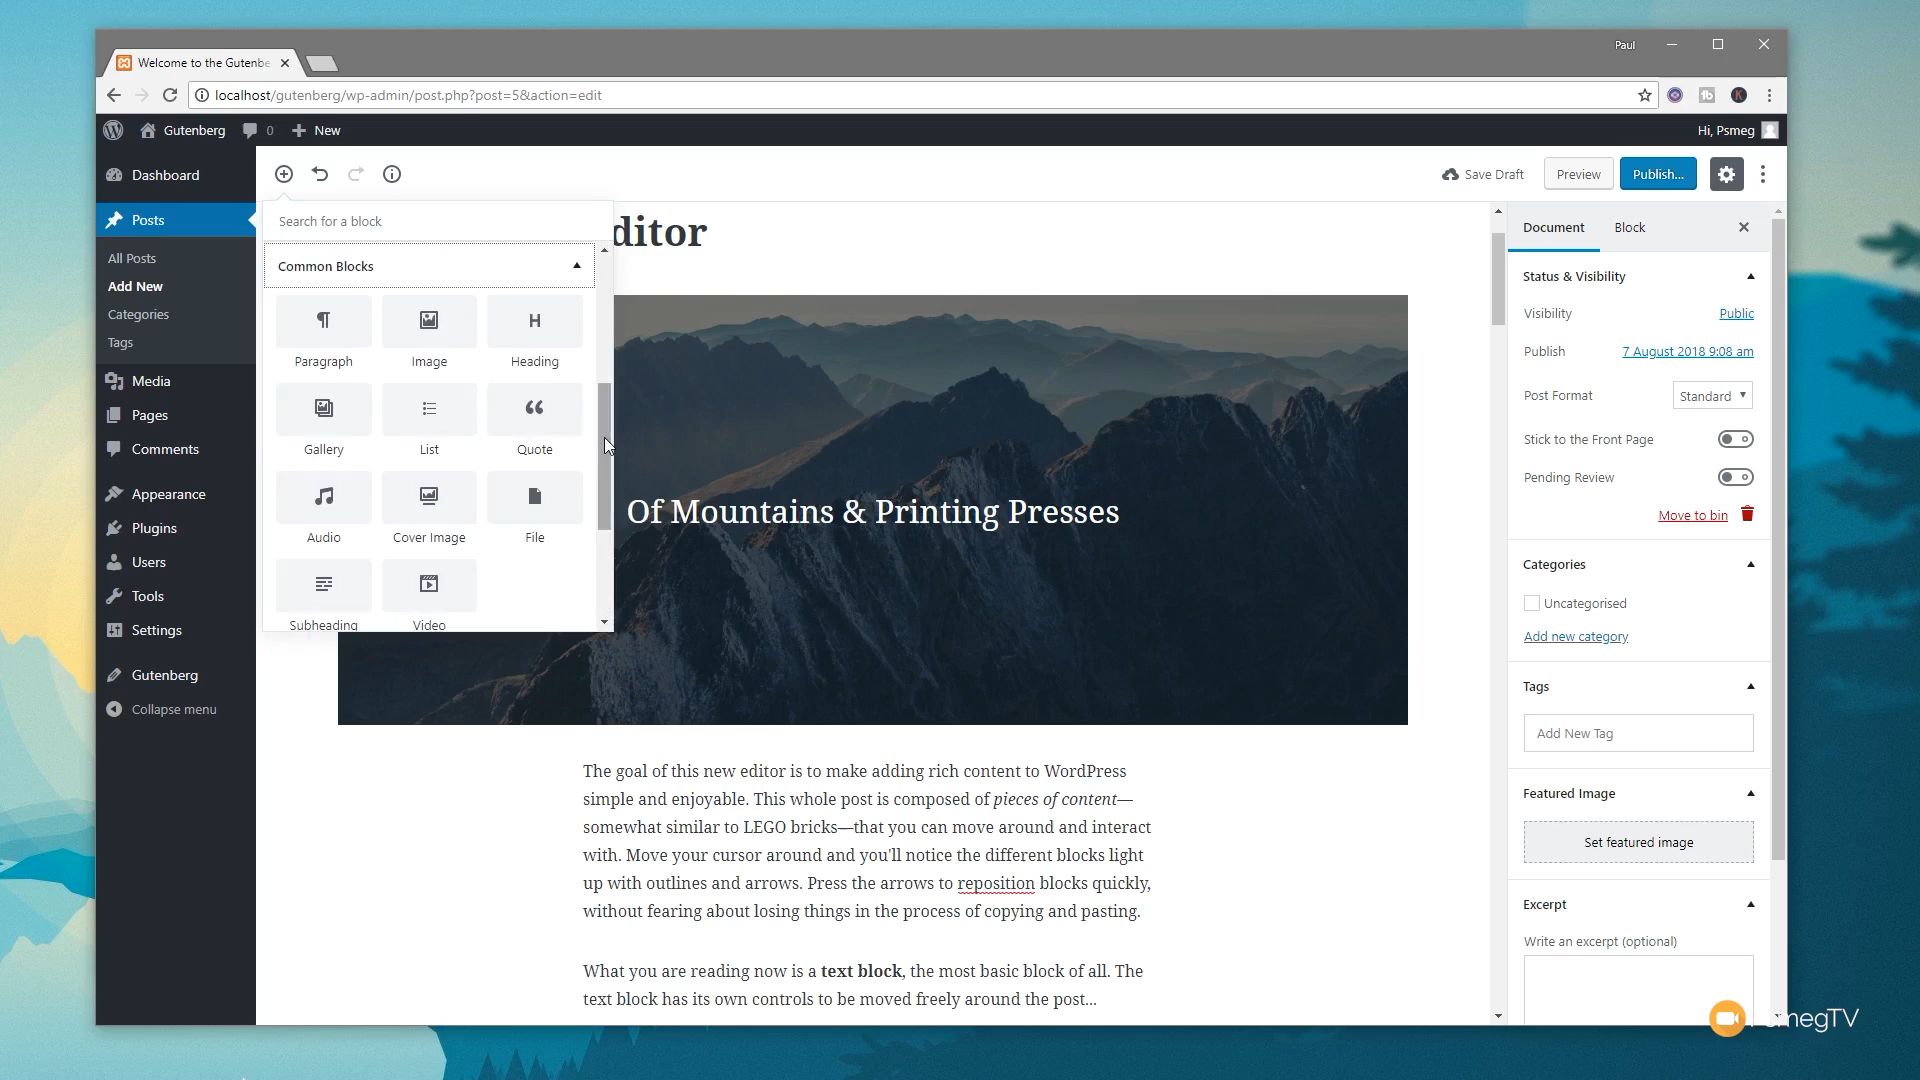 Paul
Welcome to the Gutenbe
localhost/gutenberg/wp-admin/post.php?post=5&action=edit
Gutenberg 0 New
Hi, Psmeg
Dashboard
Posts
All Posts
Add New
Categories
Tags
Media
Pages
Comments
Appearance
Plugins
Users
Tools
Settings
Gutenberg
Collapse menu
Save Draft Preview Publish...
Search for a block
Common Blocks
Paragraph Image Heading
Gallery List Quote
Audio Cover Image File
Subheading Video
ditor
Of Mountains & Printing Presses
The goal of this new editor is to make adding rich content to WordPress
simple and enjoyable. This whole post is composed of pieces of content—
somewhat similar to LEGO bricks—that you can move around and interact
with. Move your cursor around and you'll notice the different blocks light
up with outlines and arrows. Press the arrows to reposition blocks quickly,
without fearing about losing things in the process of copying and pasting.
What you are reading now is a text block, the most basic block of all. The
text block has its own controls to be moved freely around the post...
Document Block
Status & Visibility
Visibility Public
Publish 7 August 2018 9:08 am
Post Format Standard
Stick to the Front Page
Pending Review
Move to bin
Categories
Uncategorised
Add new category
Tags
Add New Tag
Featured Image
Set featured image
Excerpt
Write an excerpt (optional)